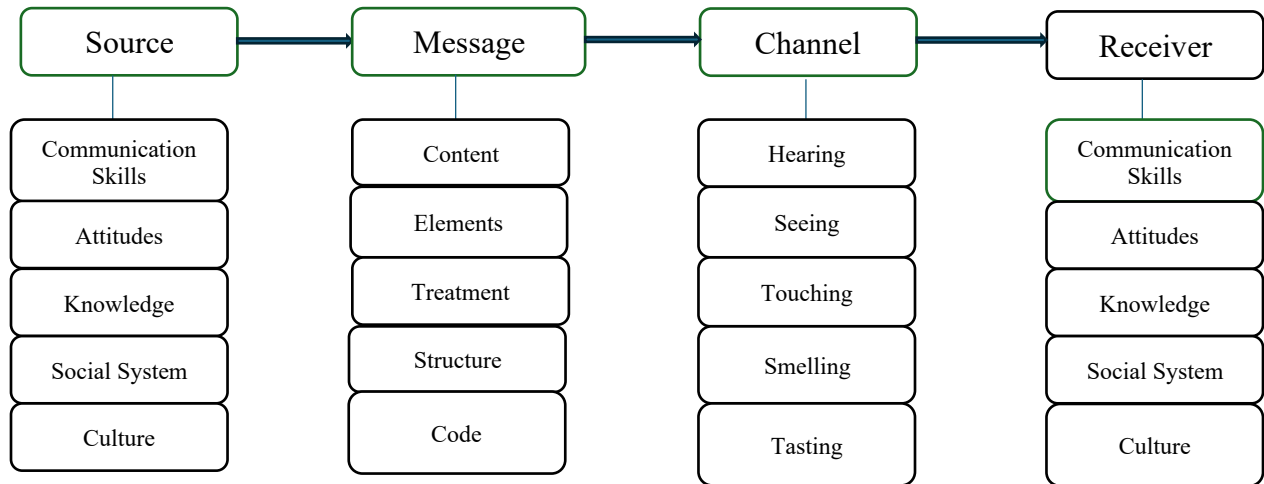 Source
Message
Channel
Receiver
Communication
Skills
Attitudes
Knowledge
Social System
Culture
Content
Elements
Treatment
Structure
Code
Hearing
Seeing
Touching
Smelling
Tasting
Communication
Skills
Attitudes
Knowledge
Social System
Culture